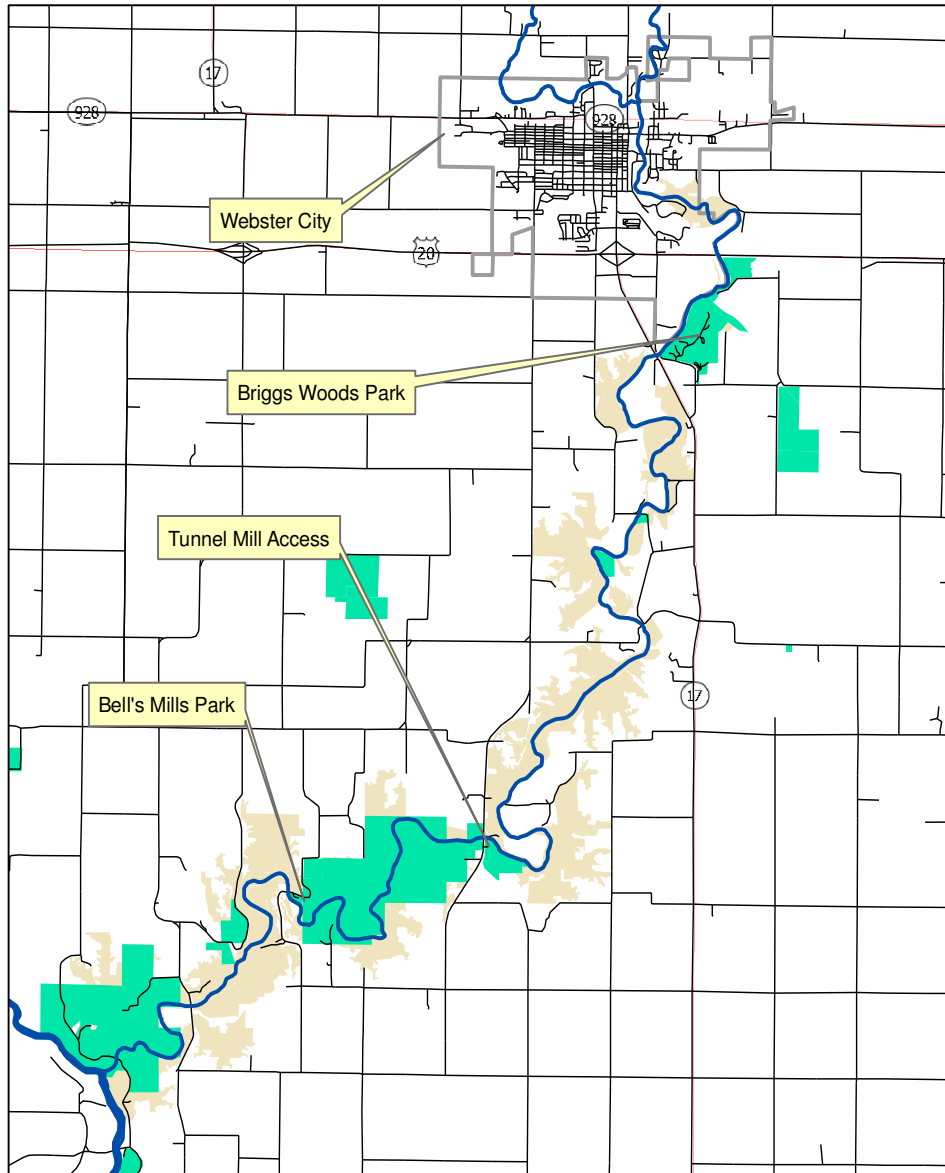 17
928
928
Webster City
20
Briggs Woods Park
Tunnel Mill Access
17
Bell's Mills Park